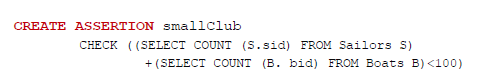 CREATE ASSERTION smallClub
CHECK ((SELECT COUNT (S.sid) FROM Sailors S)
+(SELECT COUNT (B. bid) FROM Boats B)<100)